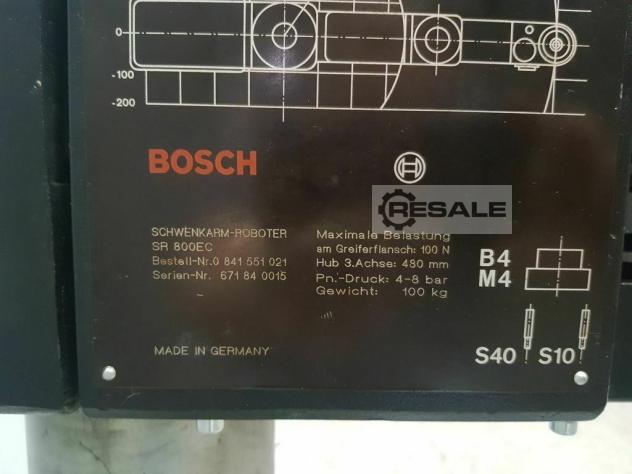 0
-100
-200
BOSCH
RESALE
SCHWENKARM-ROBOTER
SR 800EC
Bestell-Nr.0 841 551 021
Serien-Nr. 671 84 0015
Maximale Belastung
am Greiferflansch: 100 N
Hub 3.Achse: 480 mm
Pn.-Druck: 4-8 bar
Gewicht: 100 kg
B4
M4
S40
S10
MADE IN GERMANY